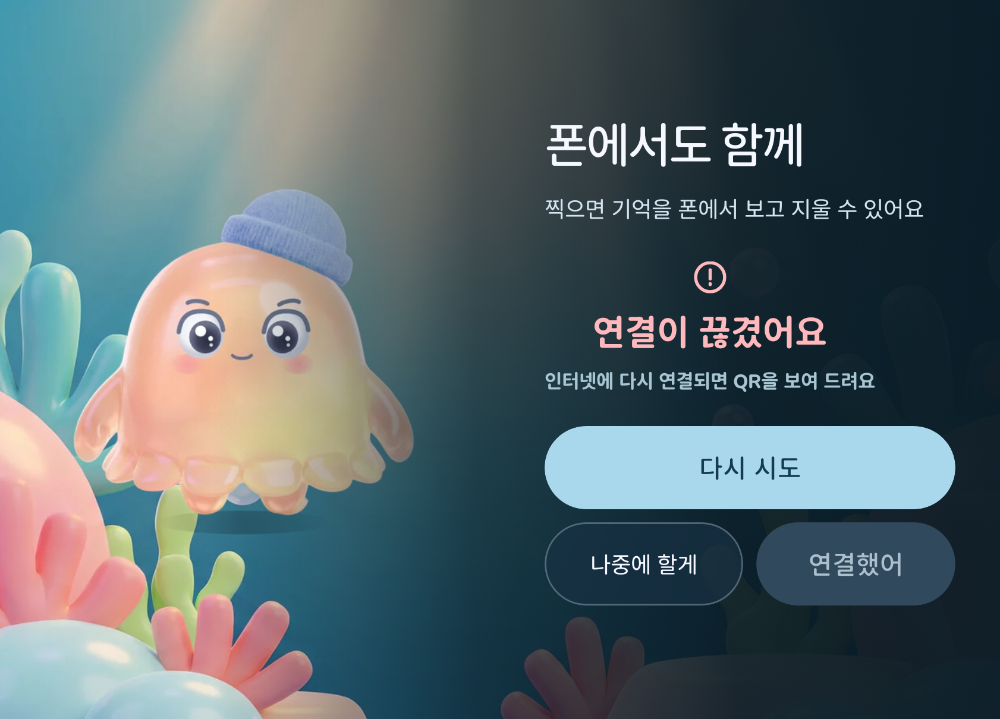 폰에서도 함께
찍으면 기억을 폰에서 보고 지울 수 있어요
연결이 끊겼어요
인터넷에 다시 연결되면 QR을 보여 드려요
다시 시도
나중에 할게
연결했어